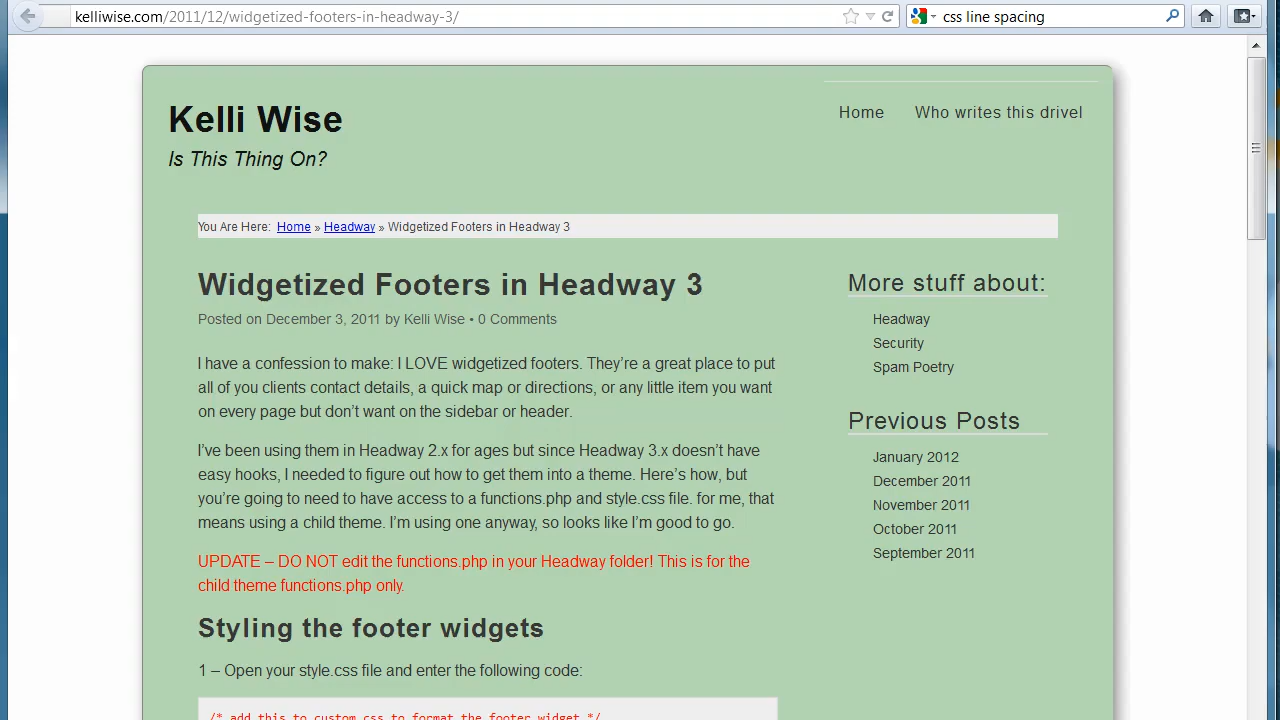 kelliwise.com/2011/12/widgetized-footers-in-headway-3/
css line spacing
Kelli Wise
Is This Thing On?
Home
Who writes this drivel
You Are Here: Home » Headway » Widgetized Footers in Headway 3
Widgetized Footers in Headway 3
Posted on December 3, 2011 by Kelli Wise • 0 Comments
I have a confession to make: I LOVE widgetized footers. They’re a great place to put
all of you clients contact details, a quick map or directions, or any little item you want
on every page but don’t want on the sidebar or header.
I’ve been using them in Headway 2.x for ages but since Headway 3.x doesn’t have
easy hooks, I needed to figure out how to get them into a theme. Here’s how, but
you’re going to need to have access to a functions.php and style.css file. for me, that
means using a child theme. I’m using one anyway, so looks like I’m good to go.
UPDATE – DO NOT edit the functions.php in your Headway folder! This is for the
child theme functions.php only.
Styling the footer widgets
1 – Open your style.css file and enter the following code:
/* add this to custom css to format the footer widget */
More stuff about:
Headway
Security
Spam Poetry
Previous Posts
January 2012
December 2011
November 2011
October 2011
September 2011